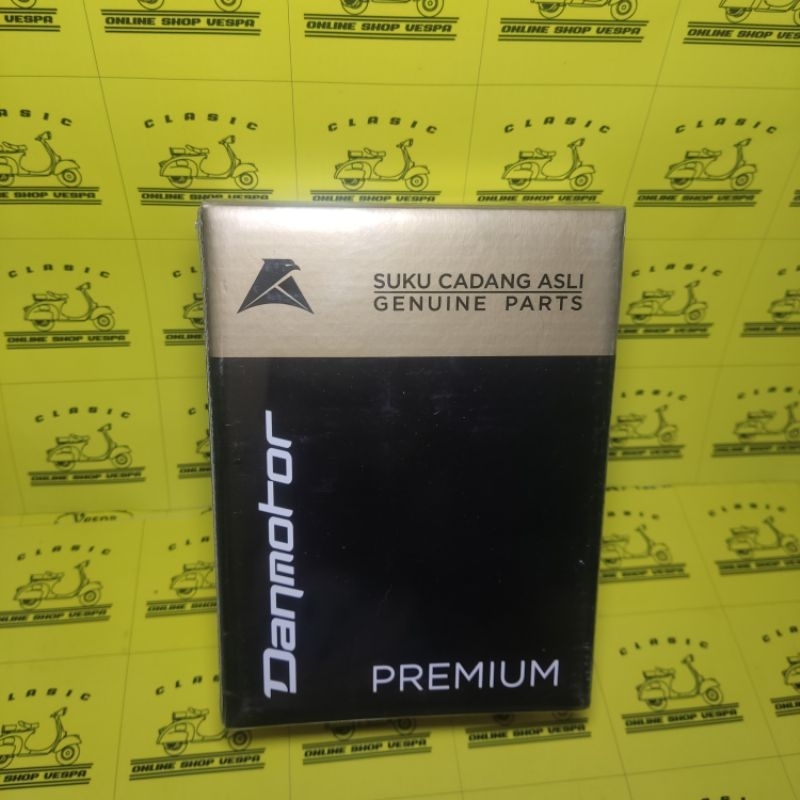 SUKU CADANG ASLI
GENUINE PARTS
Danmotor
PREMIUM
CLASIC
ONLINE SHOP VESPA